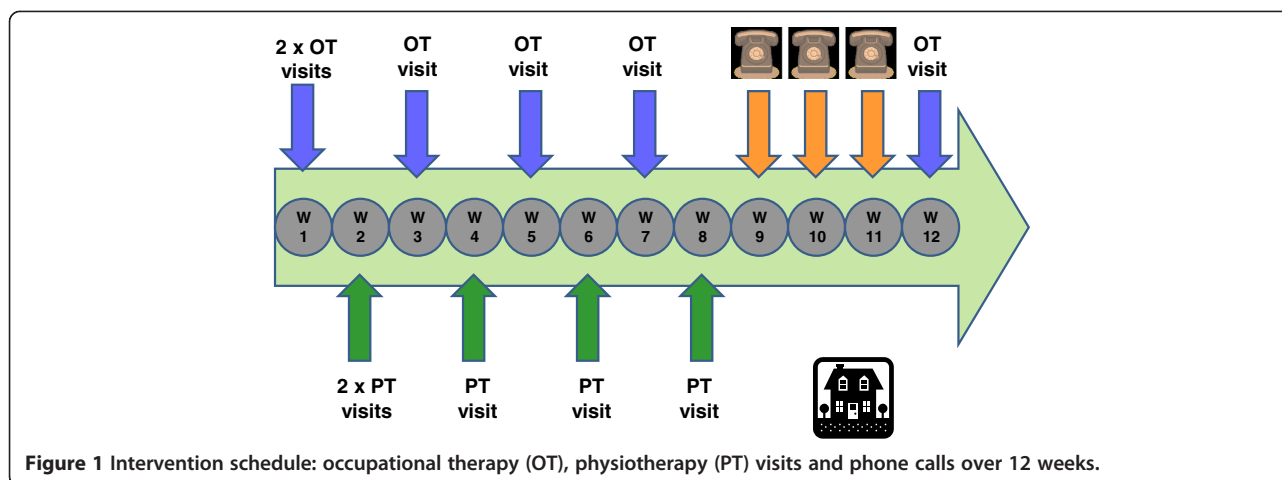 2 x OT
visits
OT
visit
OT
visit
OT
visit
OT
visit
W
1
W
2
W
3
W
4
W
5
W
6
W
7
W
8
W
9
W
10
W
11
W
12
2 x PT
visits
PT
visit
PT
visit
PT
visit
Figure 1 Intervention schedule: occupational therapy (OT), physiotherapy (PT) visits and phone calls over 12 weeks.